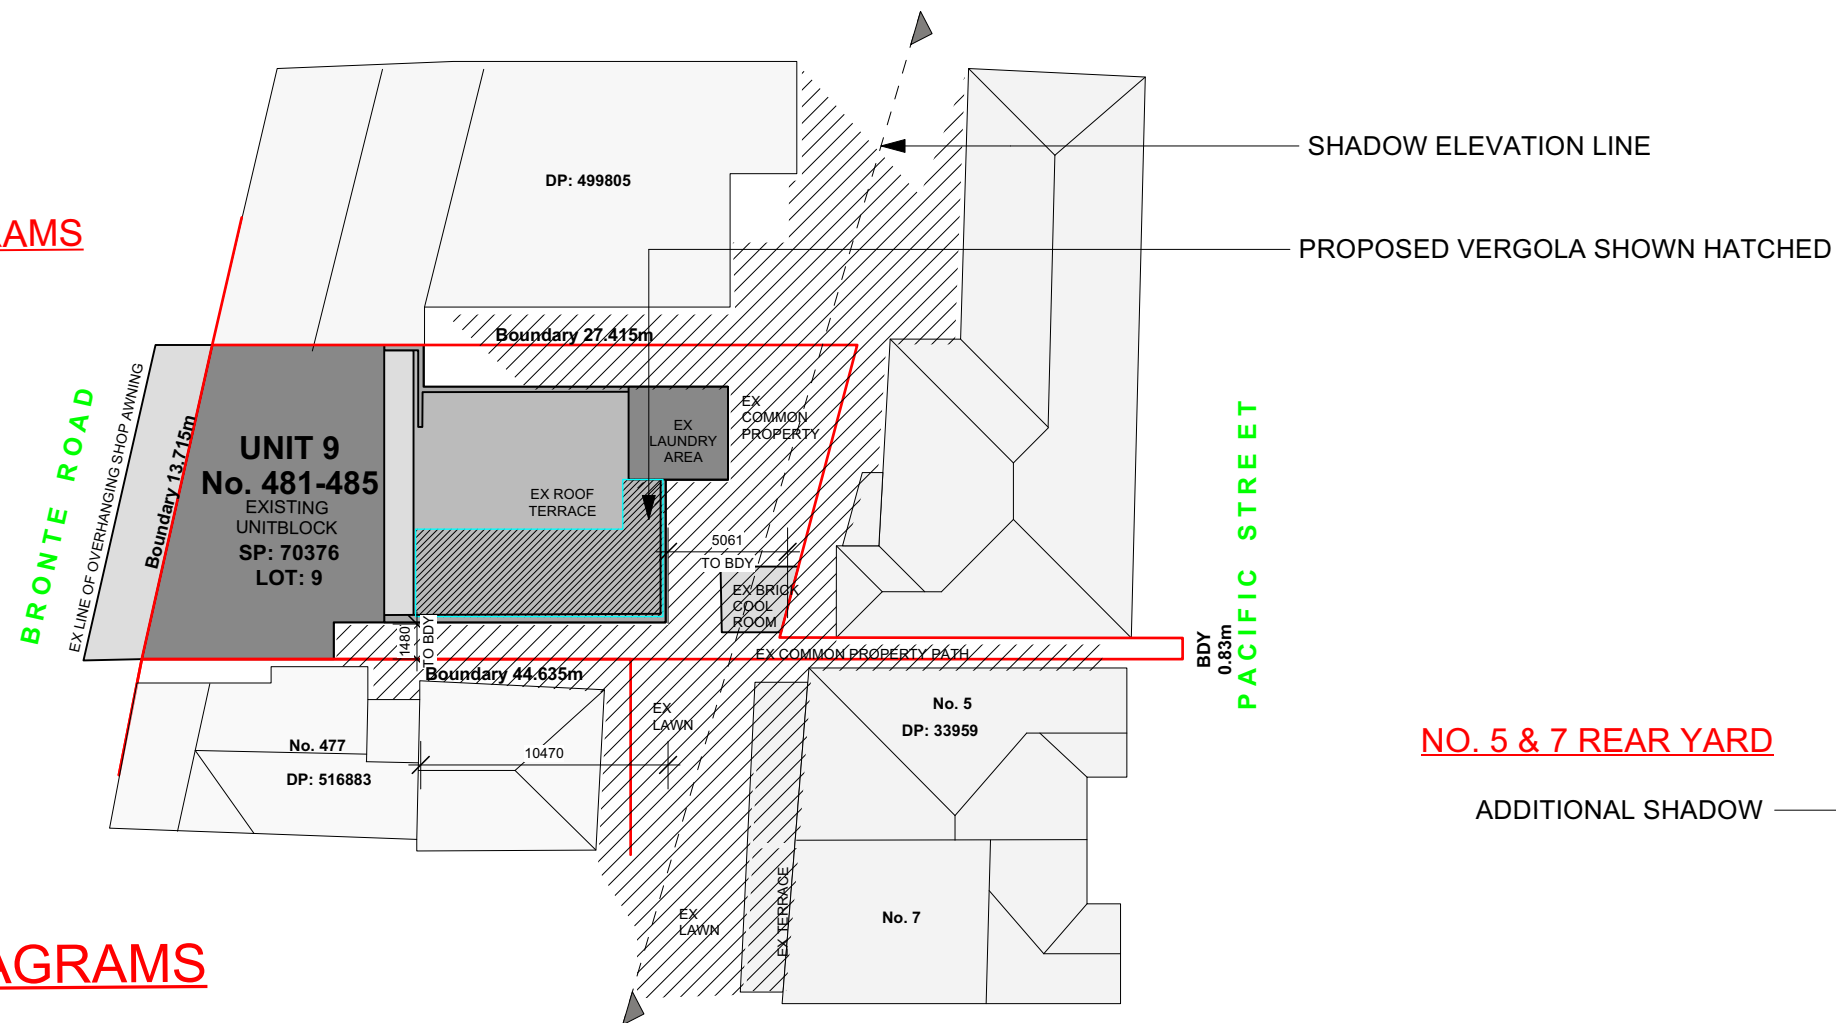 SHADOW ELEVATION LINE
DP: 499805
AMS
PROPOSED VERGOLA SHOWN HATCHED
Boundary 27.415m
BRONTE ROAD
EX LINE OF OVERHANGING SHOP AWNING
Boundary 13.715m
UNIT 9
No. 481-485
EXISTING
UNITBLOCK
SP: 70376
LOT: 9
EX ROOF
TERRACE
EX
LAUNDRY
AREA
EX
COMMON
PROPERTY
5061
TO BDY
EX BRICK
COOL
ROOM
1480
TO BDY
EX COMMON PROPERTY PATH
BDY
0.83m
PACIFIC STREET
Boundary 44.635m
EX
LAWN
10470
No. 477
DP: 516883
No. 5
DP: 33959
NO. 5 & 7 REAR YARD
ADDITIONAL SHADOW
EX TERRACE
EX
LAWN
No. 7
AGRAMS